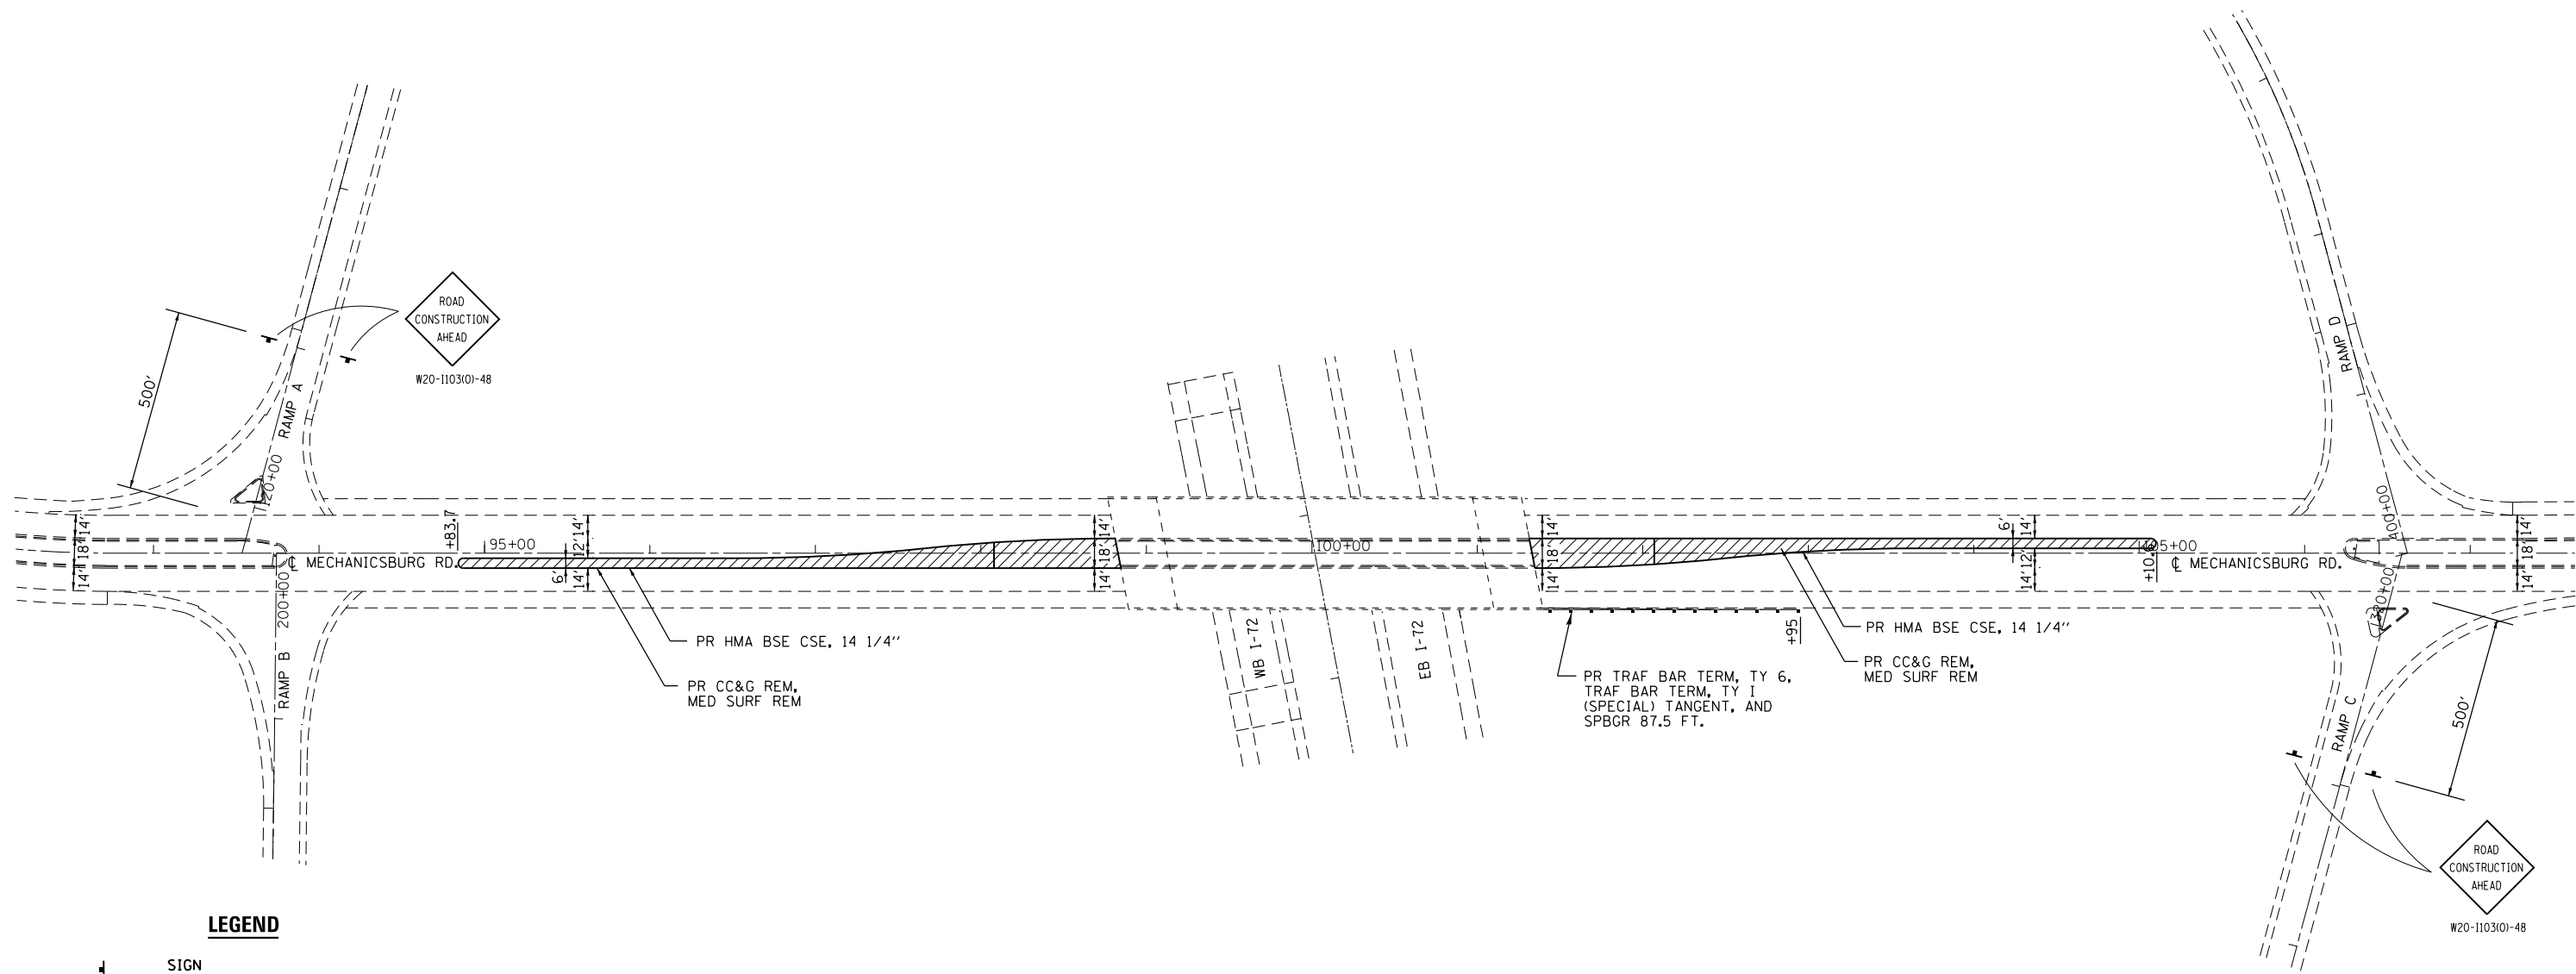 ROAD
CONSTRUCTION
AHEAD
W20-I103(0)-48
500'
RAMP A
120+00
RAMP D
400+00
14'
18'
14'
+83.7
95+00
12'
14'
6'
14'
14'
18'
14'
100+00
14'
18'
14'
6'
14'
12'
14'
+10.
14'
18'
14'
℄ MECHANICSBURG RD.
℄ MECHANICSBURG RD.
200+00
RAMP B
320+00
RAMP C
WB I-72
EB I-72
+95
PR HMA BSE CSE, 14 1/4"
PR CC&G REM,
MED SURF REM
PR TRAF BAR TERM, TY 6,
TRAF BAR TERM, TY I
(SPECIAL) TANGENT, AND
SPBGR 87.5 FT.
PR HMA BSE CSE, 14 1/4"
PR CC&G REM,
MED SURF REM
500'
ROAD
CONSTRUCTION
AHEAD
W20-I103(0)-48
LEGEND
SIGN